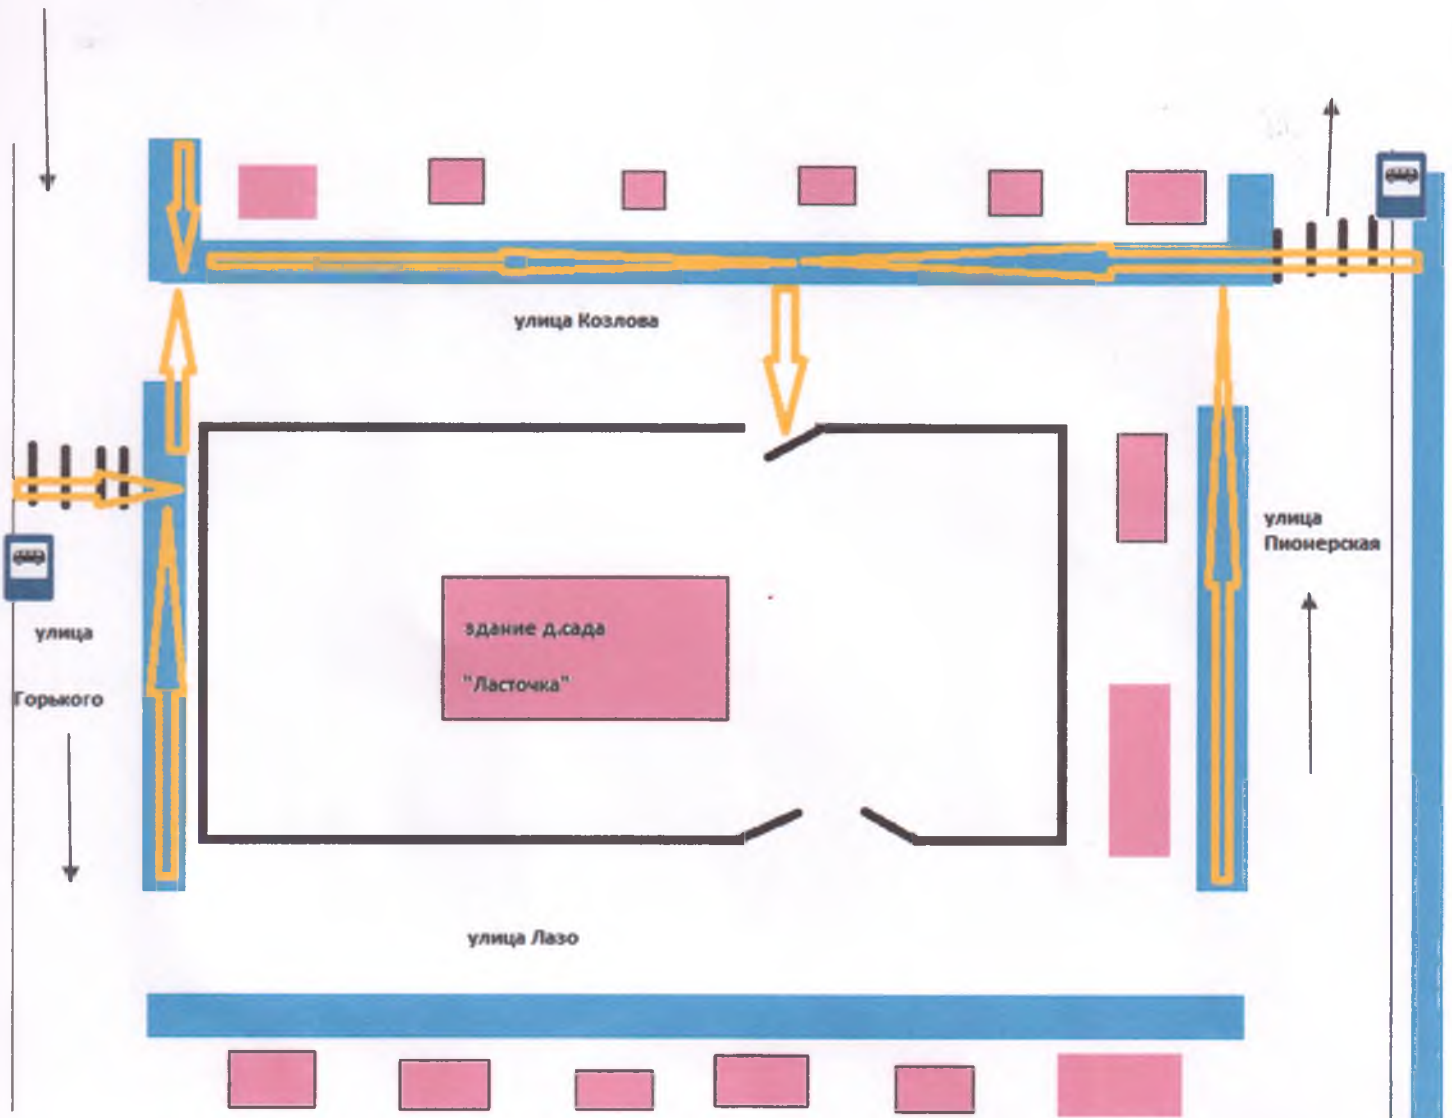 улица Козлова
улица
Пионерская
здание д.сада
"Ласточка"
улица
Горького
улица Лазо